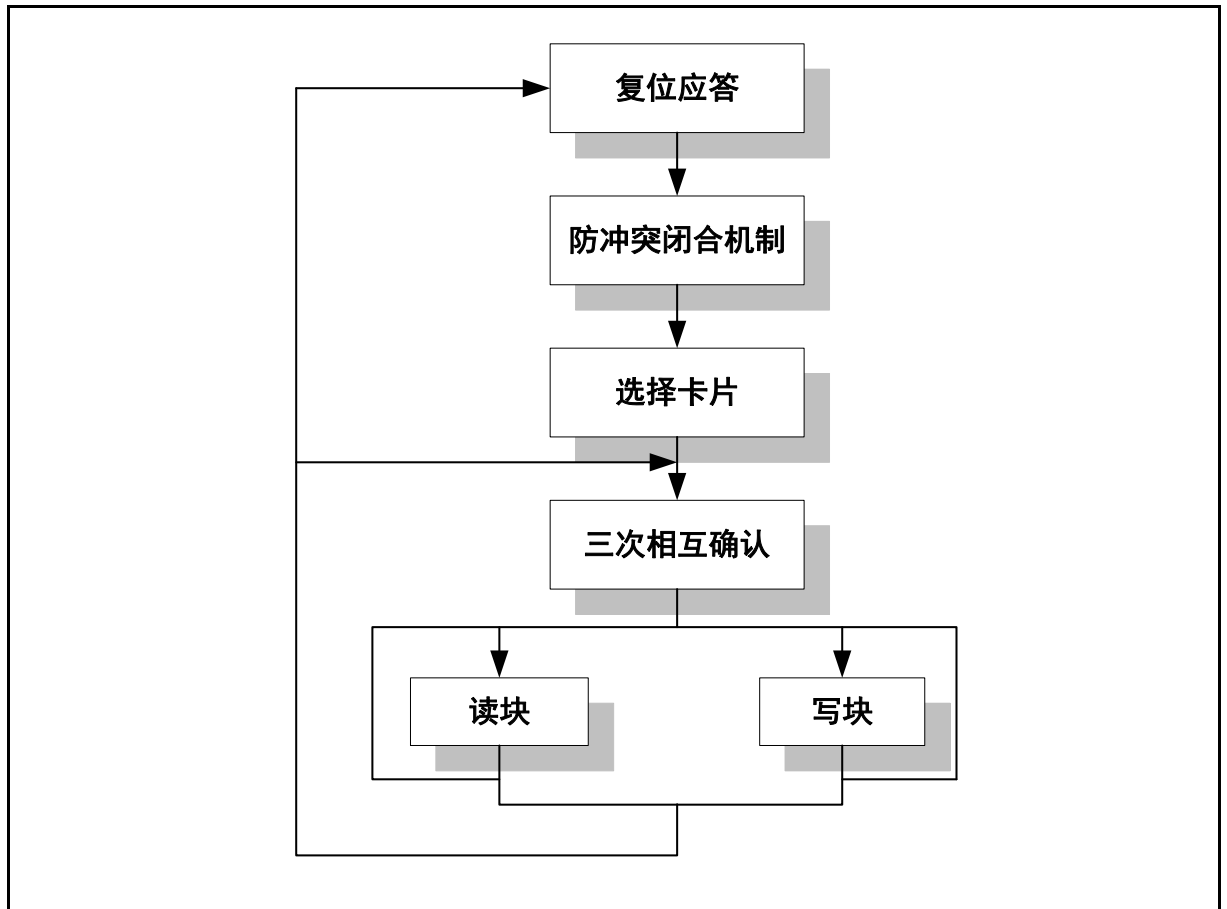 复位应答
防冲突闭合机制
选择卡片
三次相互确认
读块
写块